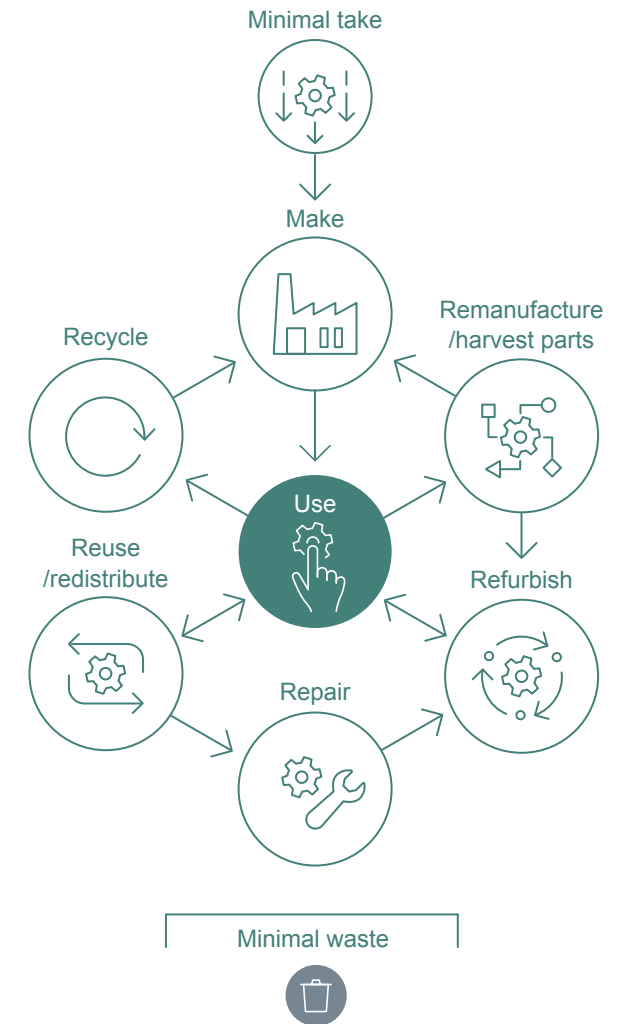 Minimal take
Make
Remanufacture
/harvest parts
Recycle
Use
Reuse
/redistribute
Refurbish
Repair
Minimal waste